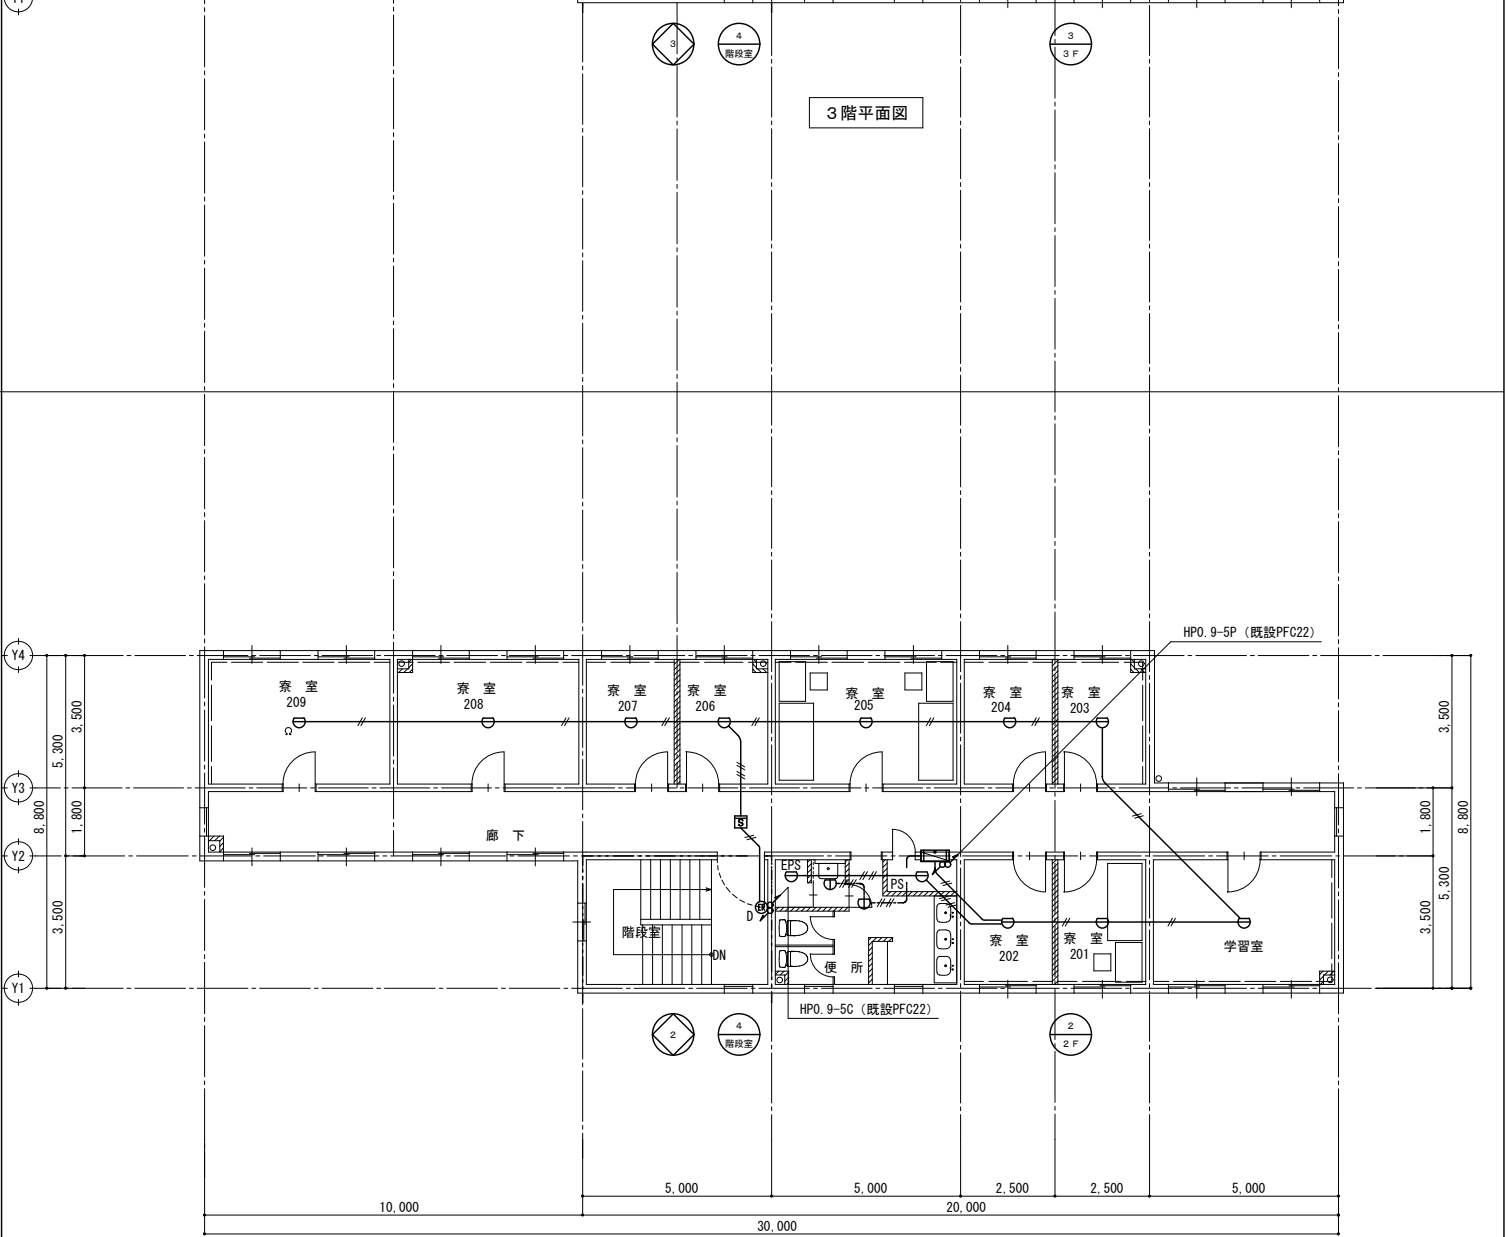 3
4
階段室
3
3 F
3階平面図
HP0.9-5P (既設PFC22)
Y4
寮 室
209
寮 室
208
寮 室
207
寮 室
206
寮 室
205
寮 室
204
寮 室
203
3,500
5,300
3,500
Ω
Y3
8,800
1,800
廊 下
S
1,800
8,800
Y2
EPS
PS
5,300
3,500
3,500
階段室
D
DN
便 所
寮 室
202
寮 室
201
学習室
Y1
HP0.9-5C (既設PFC22)
2
4
階段室
2
2 F
5,000
5,000
2,500
2,500
5,000
10,000
20,000
30,000